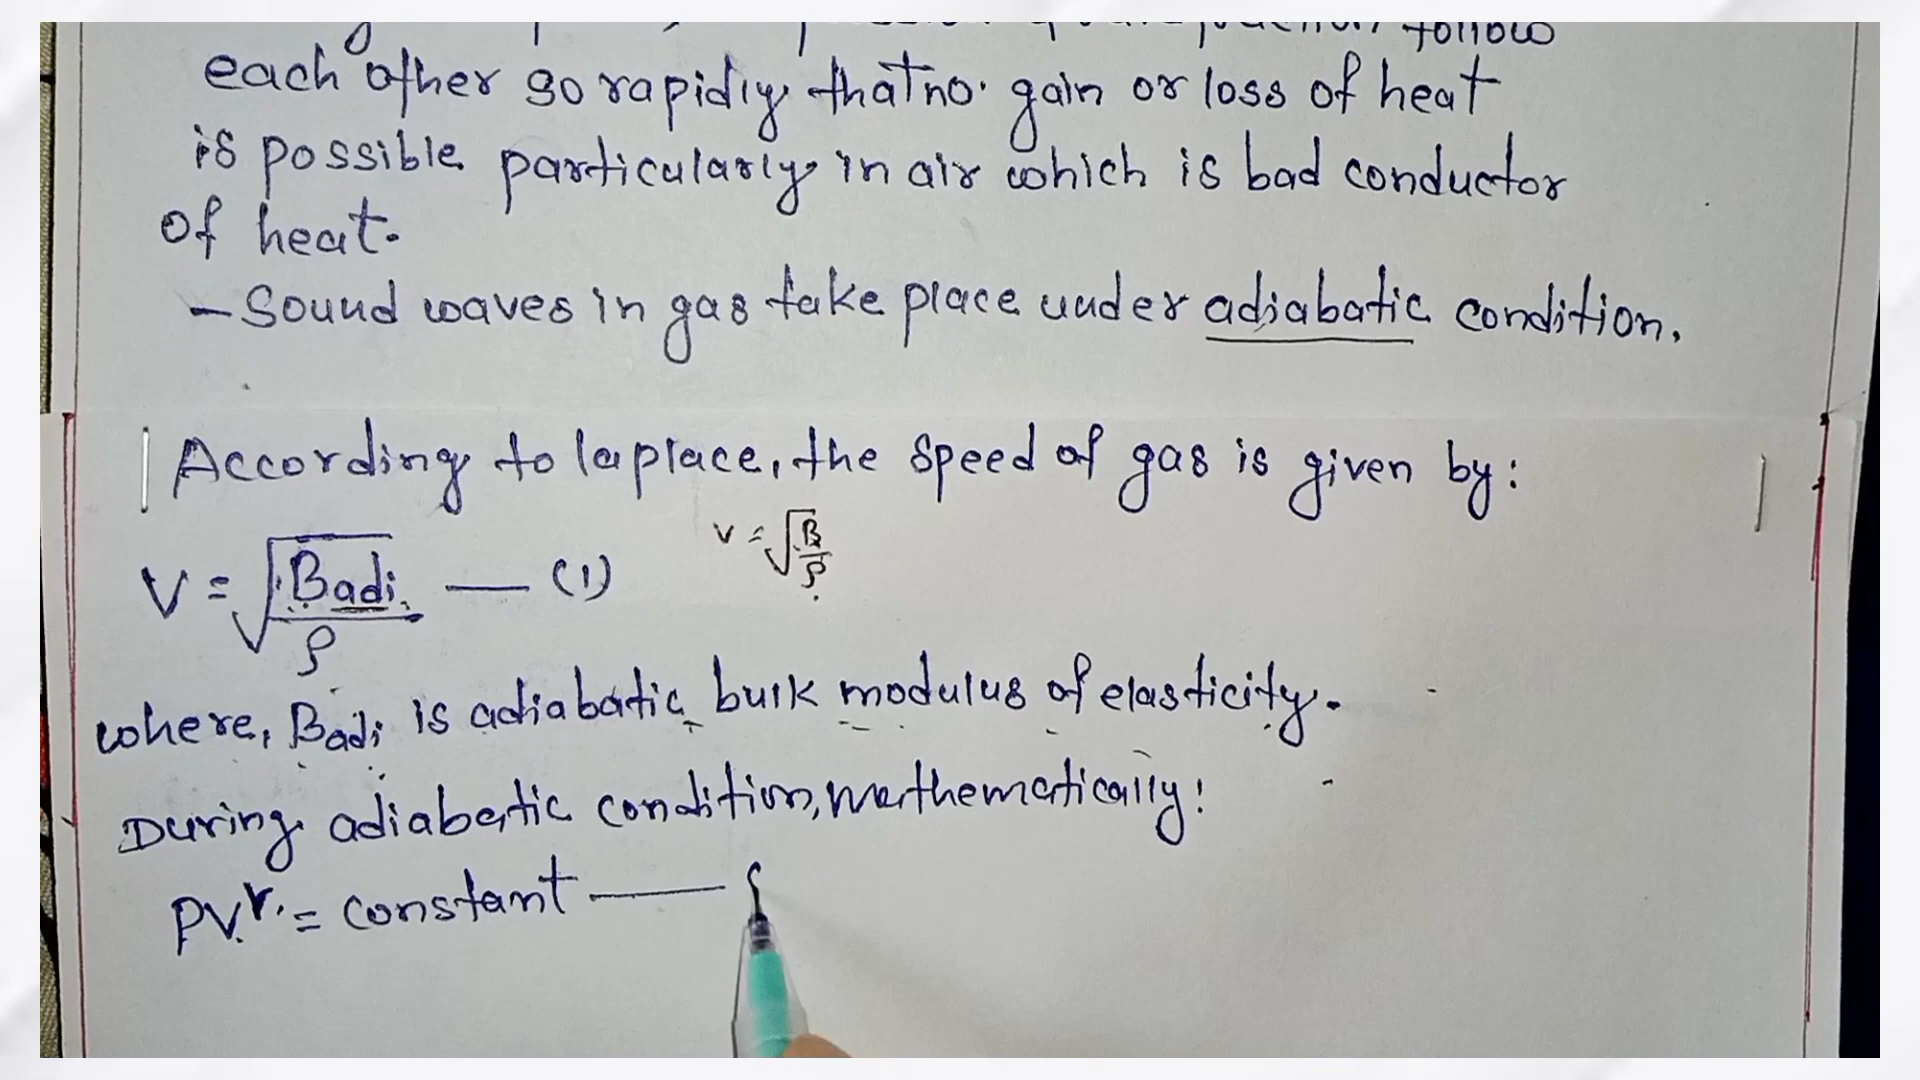 follow
each other so rapidly that no gain or loss of heat
is possible particularly in air which is bad conductor
of heat.
- Sound waves in gas take place under adiabatic condition.
According to laplace, the speed of gas is given by:
V = √Badi/ρ — (1)
v = √B/ρ
where, Badi is adiabatic bulk modulus of elasticity.
During adiabatic condition, mathematically:
PV^γ = constant —